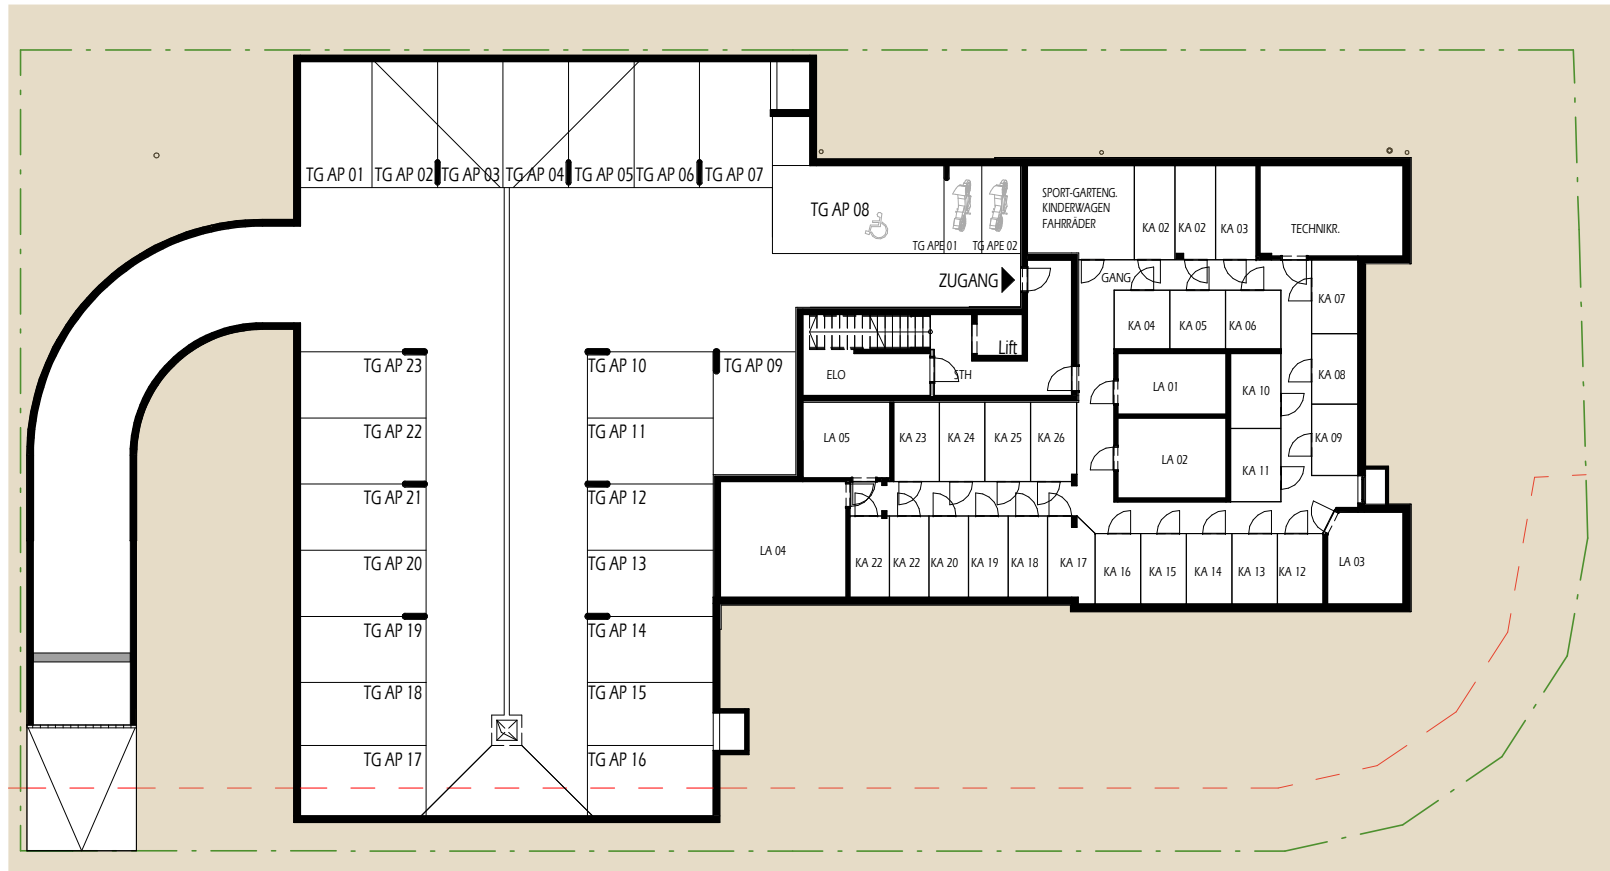 TG AP 01
TG AP 02
TG AP 03
TG AP 04
TG AP 05
TG AP 06
TG AP 07
TG AP 08
TG APE 01
TG APE 02
SPORT-GARTENG.
KINDERWAGEN
FAHRRÄDER
KA 02
KA 02
KA 03
TECHNIKR.
ZUGANG
GANG
KA 07
KA 04
KA 05
KA 06
Lift
TG AP 23
TG AP 10
TG AP 09
ELO
STH
LA 01
KA 10
KA 08
TG AP 22
TG AP 11
LA 05
KA 23
KA 24
KA 25
KA 26
LA 02
KA 11
KA 09
TG AP 21
TG AP 12
LA 04
KA 22
KA 22
KA 20
KA 19
KA 18
KA 17
KA 16
KA 15
KA 14
KA 13
KA 12
LA 03
TG AP 20
TG AP 13
TG AP 19
TG AP 14
TG AP 18
TG AP 15
TG AP 17
TG AP 16